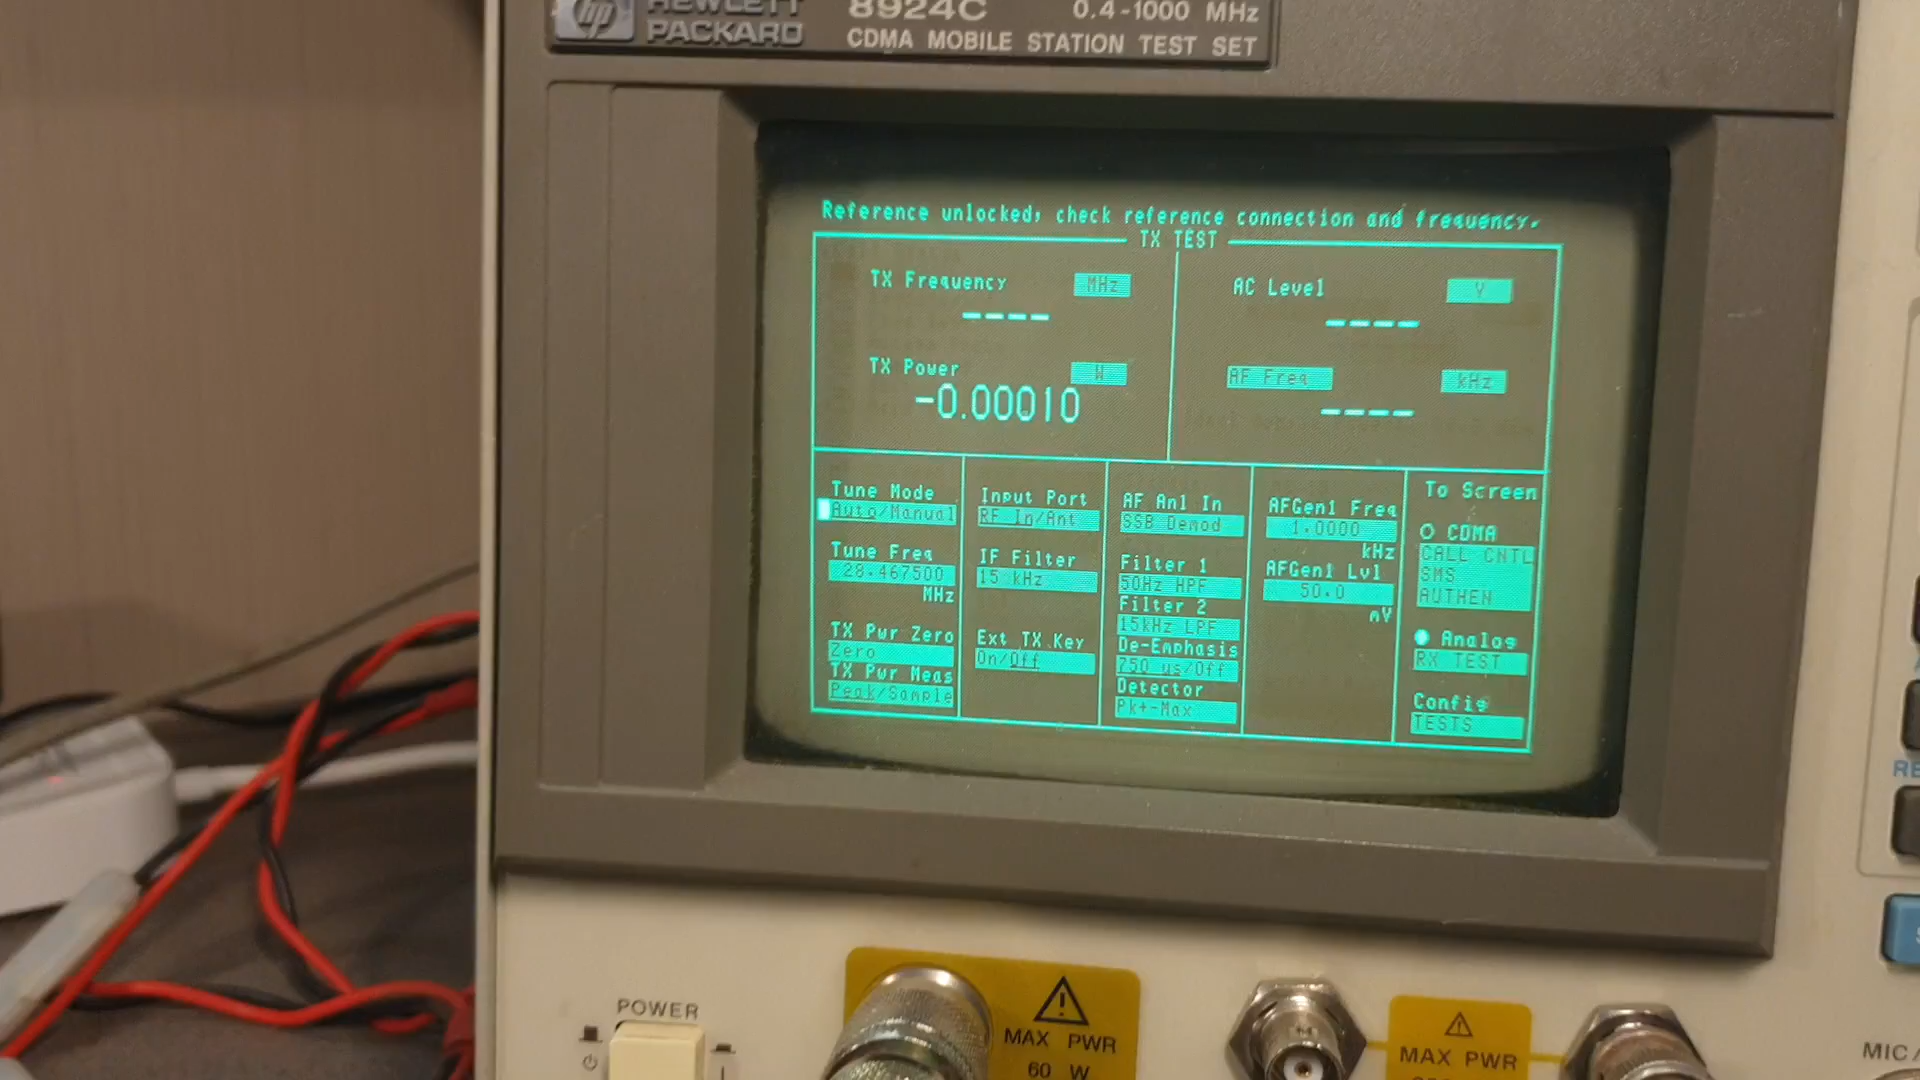 hp HEWLETT PACKARD
8924C 0.4-1000 MHz
CDMA MOBILE STATION TEST SET
Reference unlocked, check reference connection and frequency.
TX TEST
TX Frequency MHz
----
TX Power W
-0.00010
AC Level V
----
AF Freq kHz
----
Tune Mode
Auto/Manual
Tune Freq
28.467500
MHz
TX Pwr Zero
Zero
TX Pwr Meas
Peak/Sample
Input Port
RF In/Ant
IF Filter
15 kHz
Ext TX Key
On/Off
AF Anl In
SSB Demod
Filter 1
50Hz HPF
Filter 2
15kHz LPF
De-Emphasis
750 us/Off
Detector
Pk+-Max
AFGen1 Freq
1.0000
kHz
AFGen1 Lvl
50.0
mV
To Screen
CDMA
CALL CNTL
SMS
AUTHEN
Analog
RX TEST
Config
TESTS
RE
POWER
MAX PWR
60 W
MAX PWR
MIC/